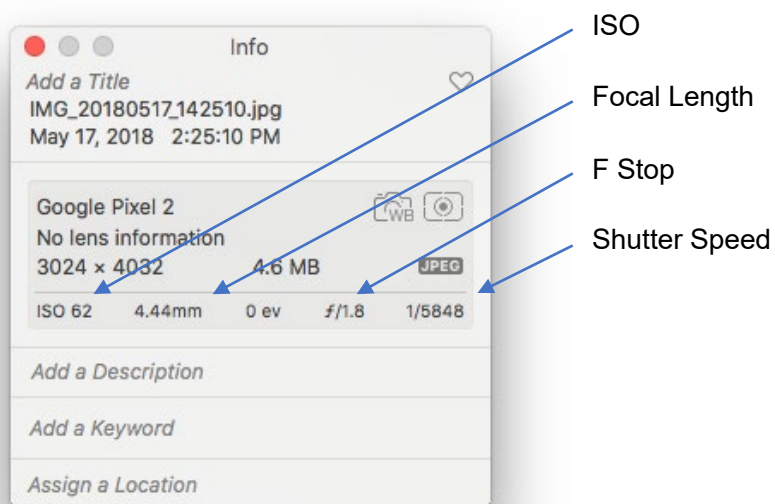 Info
Add a Title
IMG_20180517_142510.jpg
May 17, 2018 2:25:10 PM
Google Pixel 2
WB
No lens information
3024 × 4032 4.6 MB JPEG
ISO 62 4.44mm 0 ev ƒ/1.8 1/5848
Add a Description
Add a Keyword
Assign a Location
ISO
Focal Length
F Stop
Shutter Speed